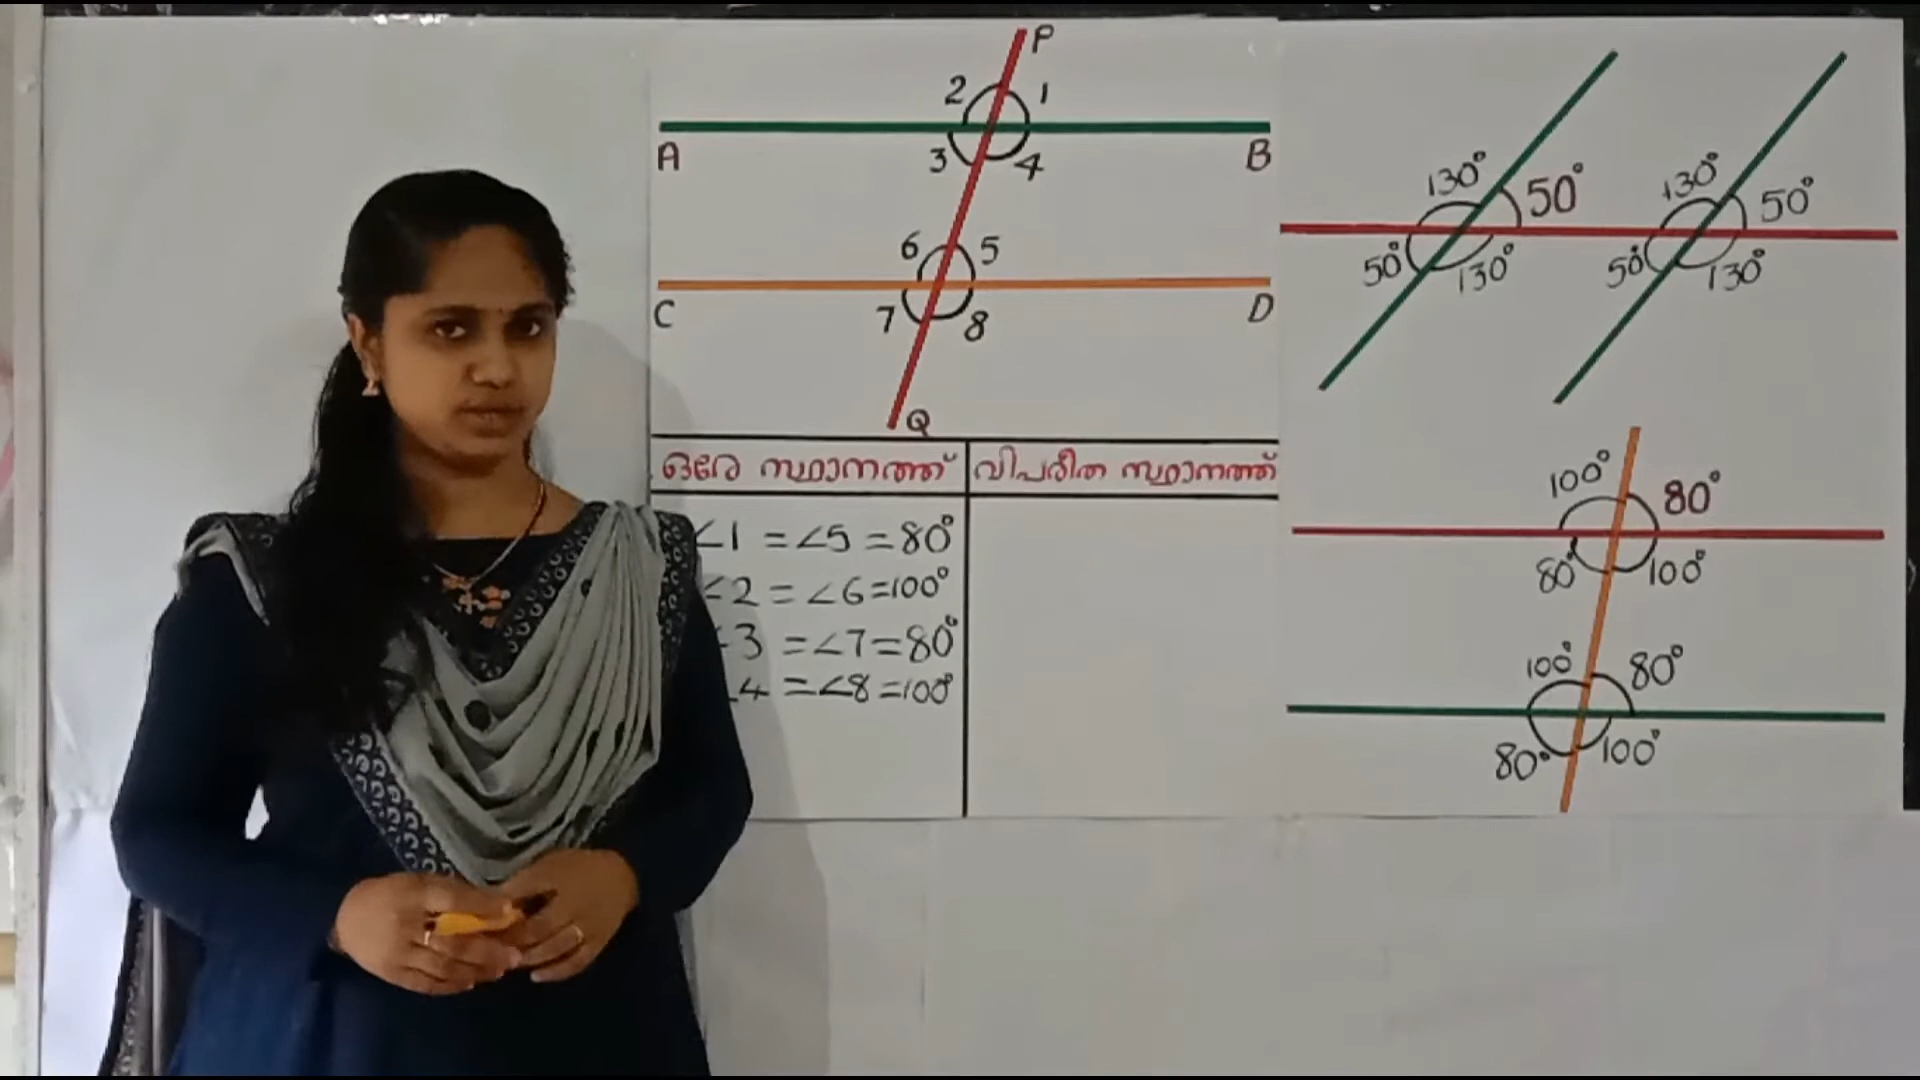 P
2 1
A B
3 4
6 5
C D
7 8
Q
ഒരേ സ്ഥാനത്ത് വിപരീത സ്ഥാനത്ത്
∠1 = ∠5 = 80°
∠2 = ∠6 = 100°
∠3 = ∠7 = 80°
∠4 = ∠8 = 100°
130° 50° 130° 50°
50° 130° 50° 130°
100° 80°
80° 100°
100° 80°
80° 100°